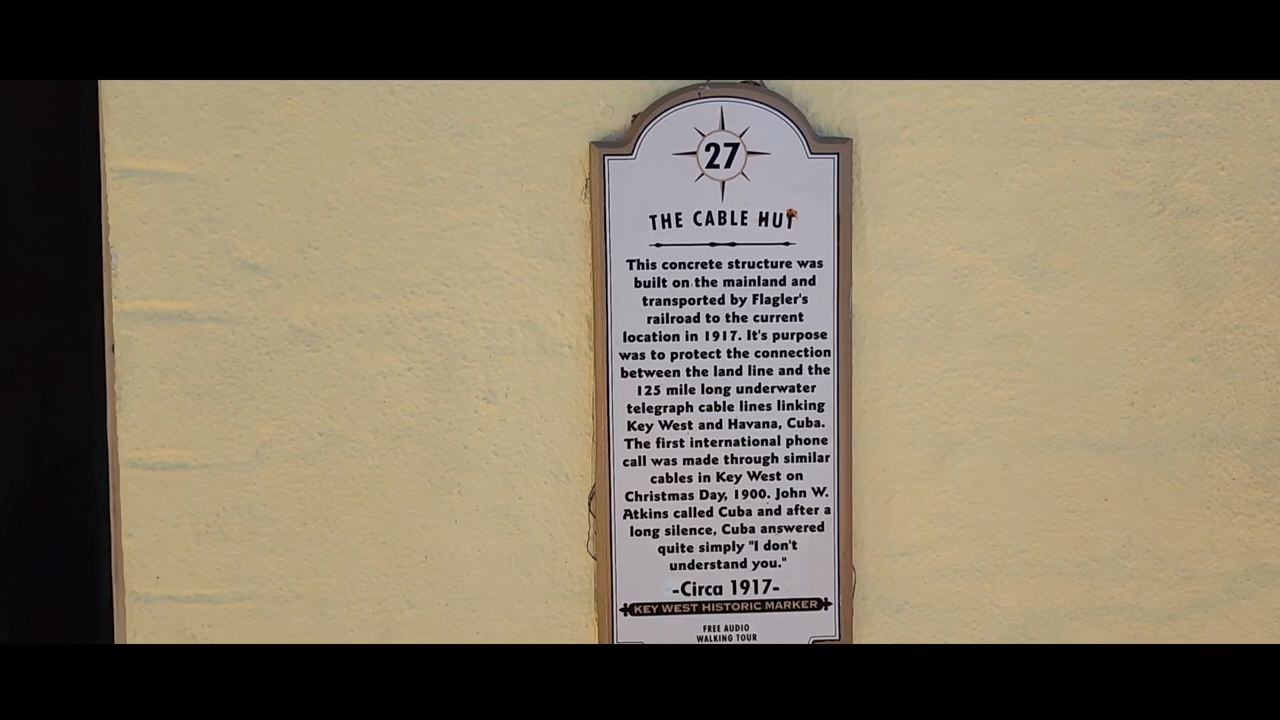 27
THE CABLE HUT
This concrete structure was
built on the mainland and
transported by Flagler's
railroad to the current
location in 1917. It's purpose
was to protect the connection
between the land line and the
125 mile long underwater
telegraph cable lines linking
Key West and Havana, Cuba.
The first international phone
call was made through similar
cables in Key West on
Christmas Day, 1900. John W.
Atkins called Cuba and after a
long silence, Cuba answered
quite simply "I don't
understand you."
-Circa 1917-
KEY WEST HISTORIC MARKER
FREE AUDIO
WALKING TOUR